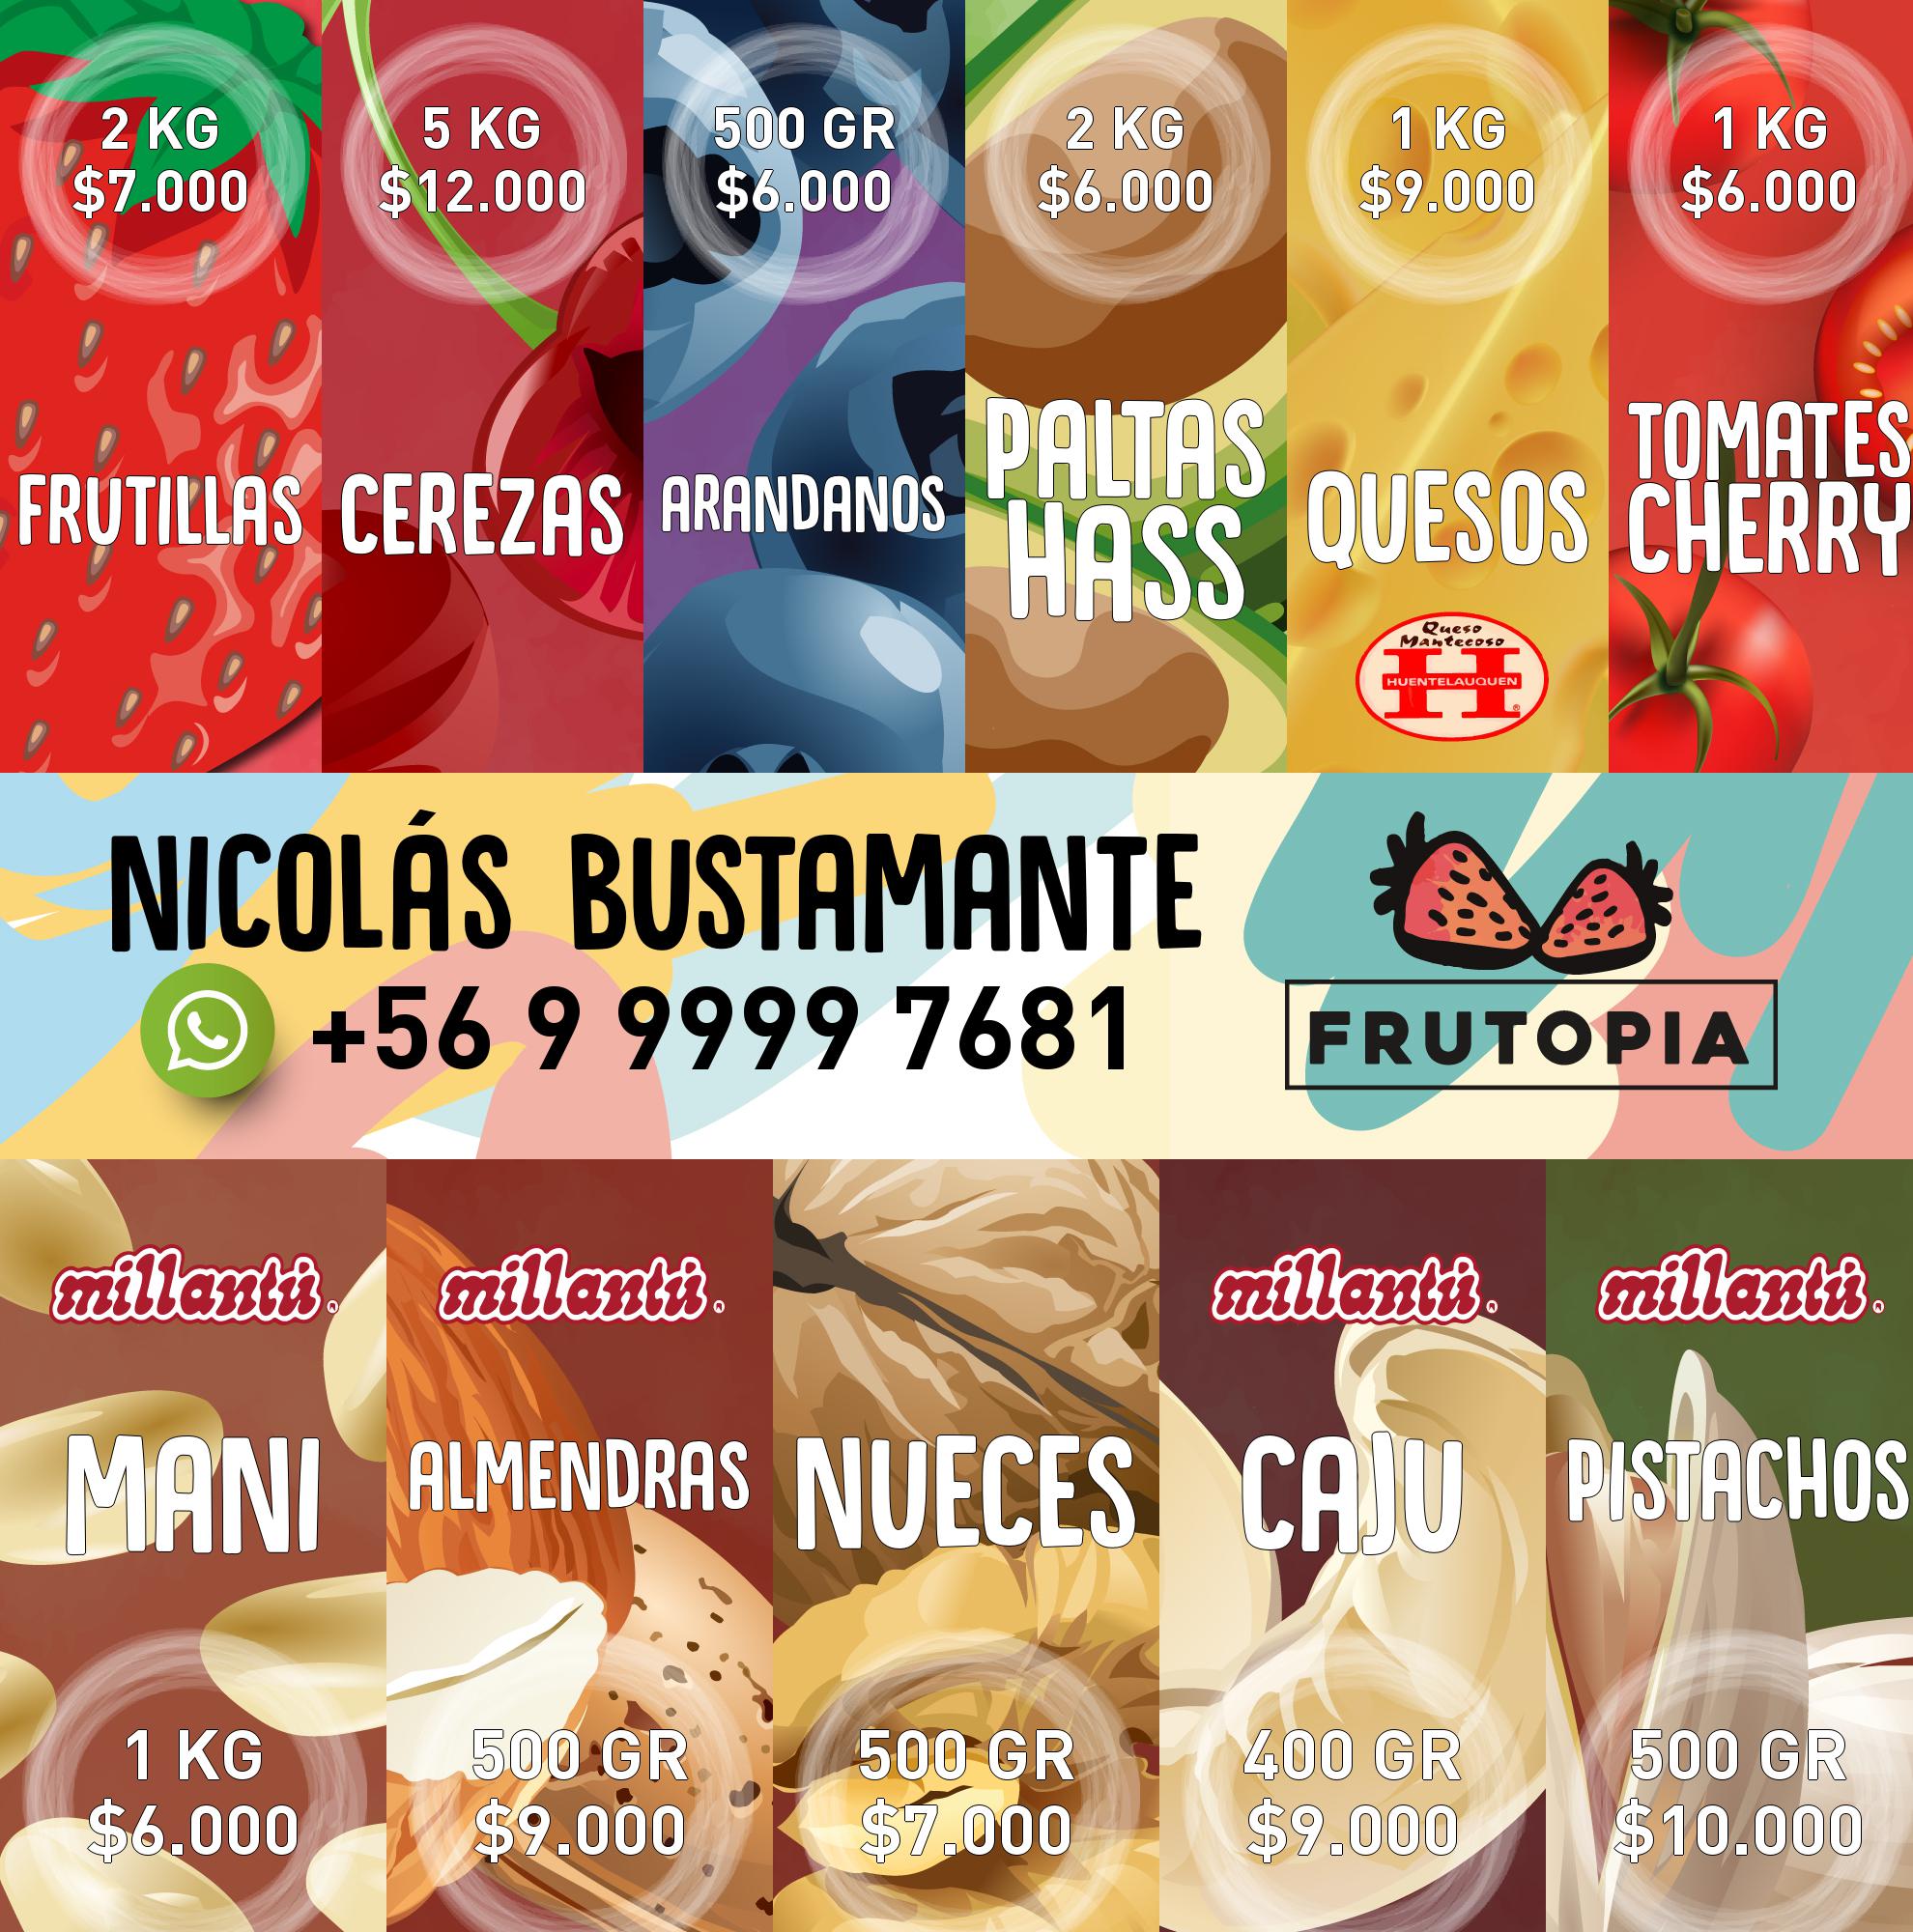 2 KG
$7.000
FRUTILLAS
5 KG
$12.000
CEREZAS
500 GR
$6.000
ARANDANOS
2 KG
$6.000
PALTAS
HASS
1 KG
$9.000
QUESOS
Queso
Mantecoso
H
HUENTELAUQUEN
®
1 KG
$6.000
TOMATES
CHERRY
NICOLÁS BUSTAMANTE
+56 9 9999 7681
FRUTOPIA
millantú®
MANI
1 KG
$6.000
millantú®
ALMENDRAS
500 GR
$9.000
NUECES
500 GR
$7.000
millantú®
CAJU
400 GR
$9.000
millantú®
PISTACHOS
500 GR
$10.000